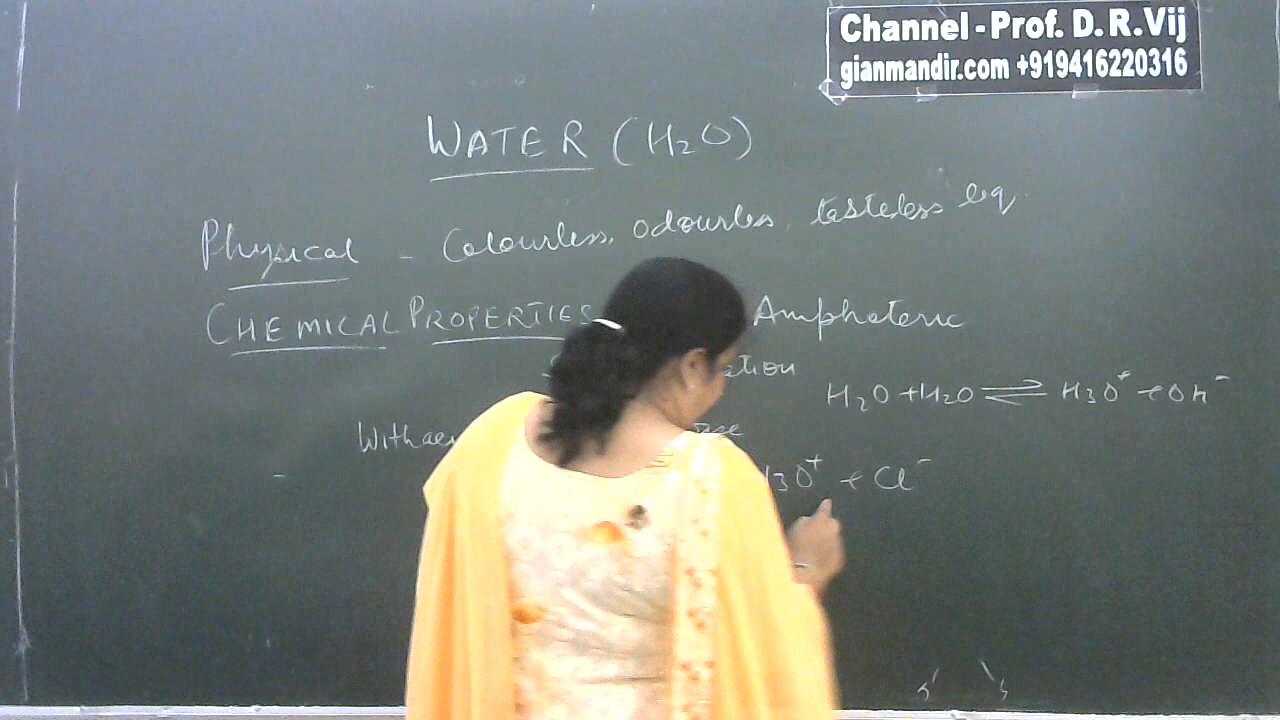 Channel - Prof. D. R. Vij
gianmandir.com +919416220316
WATER (H2O)
Physical - Colourless, odourless, tasteless liq.
CHEMICAL PROPERTIES Amphoteric
H2O + H2O ⇌ H3O+ + OH-
H3O+ + Cl-